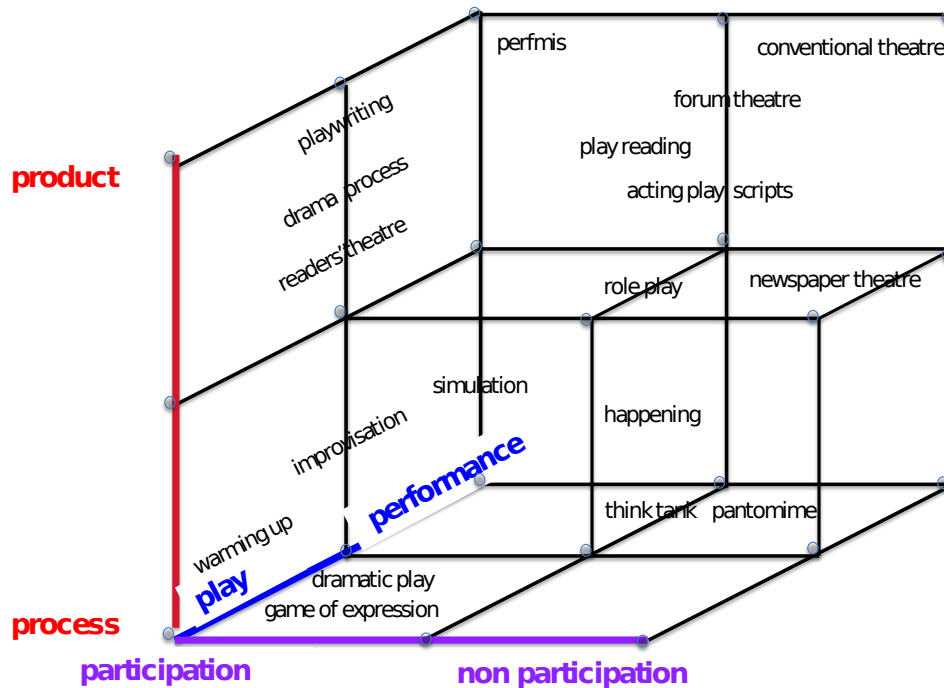 perfmis
conventional theatre
playwriting
forum theatre
play reading
product
drama process
acting play scripts
readers'theatre
role play
newspaper theatre
simulation
happening
improvisation
performance
think tank
pantomime
warming up
play
dramatic play
game of expression
process
participation
non participation